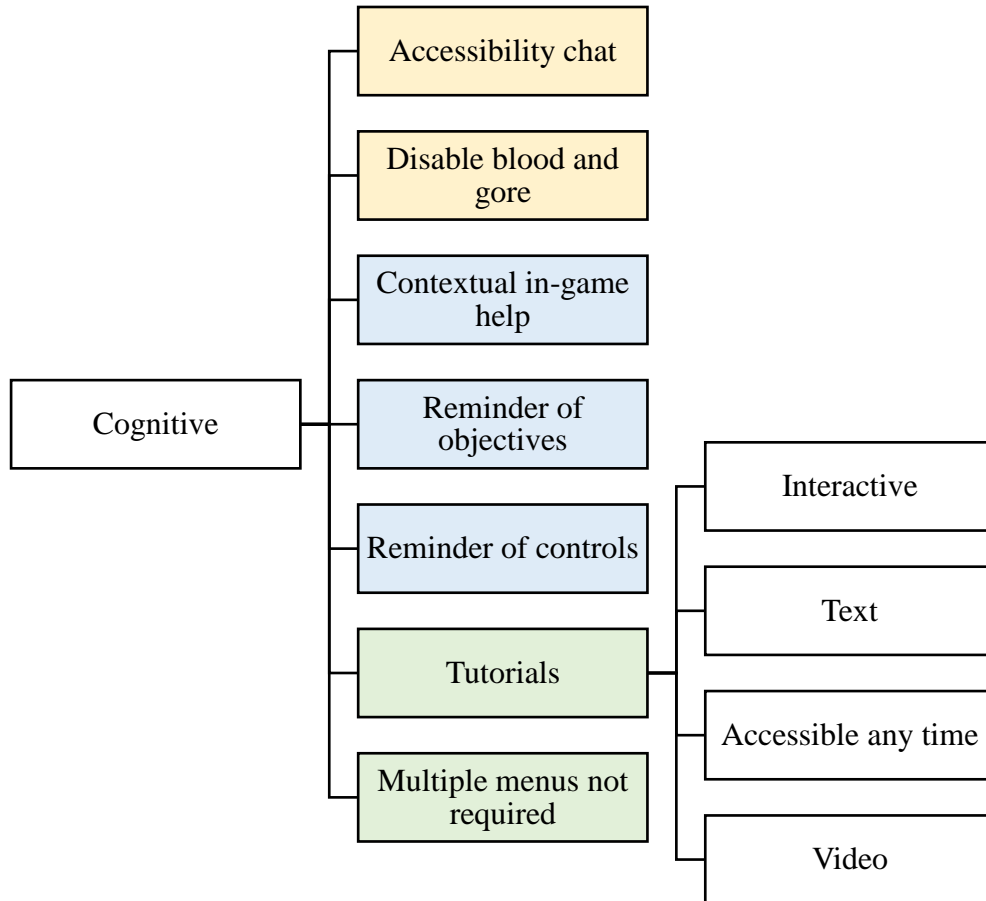 Accessibility chat
Disable blood and
gore
Contextual in-game
help
Cognitive
Reminder of
objectives
Reminder of controls
Tutorials
Multiple menus not
required
Interactive
Text
Accessible any time
Video